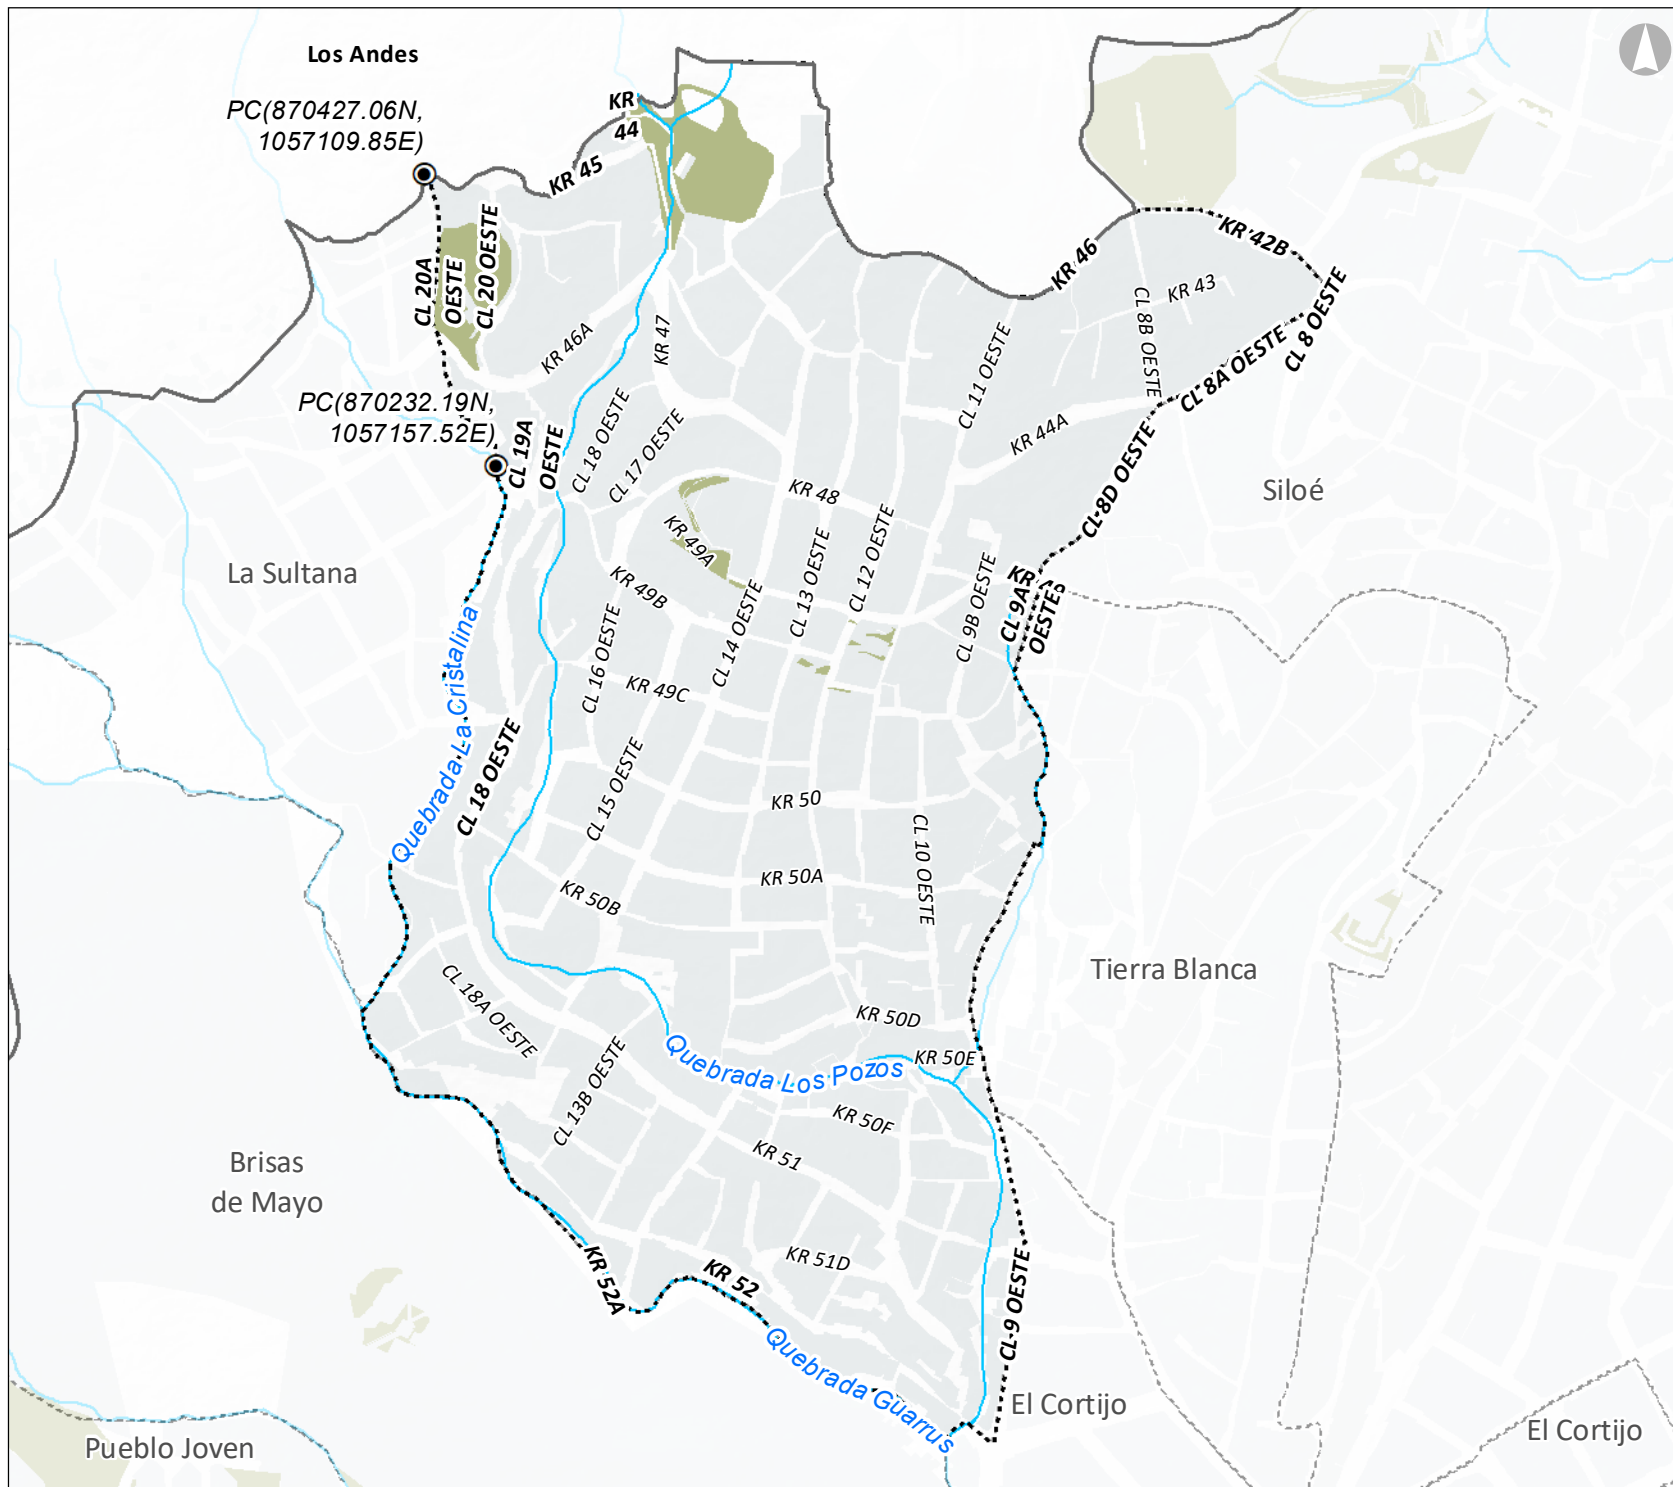 Los Andes
PC(870427.06N,
1057109.85E)
KR
44
KR 45
CL 20A
OESTE
CL 20 OESTE
KR 46
KR 42B
KR 43
CL 8B OESTE
CL 8 OESTE
CL 8A OESTE
KR 46A
KR 47
CL 11 OESTE
PC(870232.19N,
1057157.52E)
CL 19A
OESTE
CL 18 OESTE
CL 17 OESTE
KR 44A
CL 8D OESTE
Siloé
KR 48
KR 49A
CL 12 OESTE
CL 13 OESTE
La Sultana
KR 49B
CL 14 OESTE
CL 9B OESTE
KR 49
CL 9A
OESTE
CL 16 OESTE
KR 49C
Quebrada La Cristalina
CL 18 OESTE
CL 15 OESTE
KR 50
CL 10 OESTE
KR 50A
KR 50B
Tierra Blanca
CL 18A OESTE
KR 50D
KR 50E
Quebrada Los Pozos
CL 13B OESTE
KR 50F
KR 51
Brisas
de Mayo
KR 51D
KR 52A
KR 52
CL 9 OESTE
Quebrada Guarrus
El Cortijo
El Cortijo
Pueblo Joven